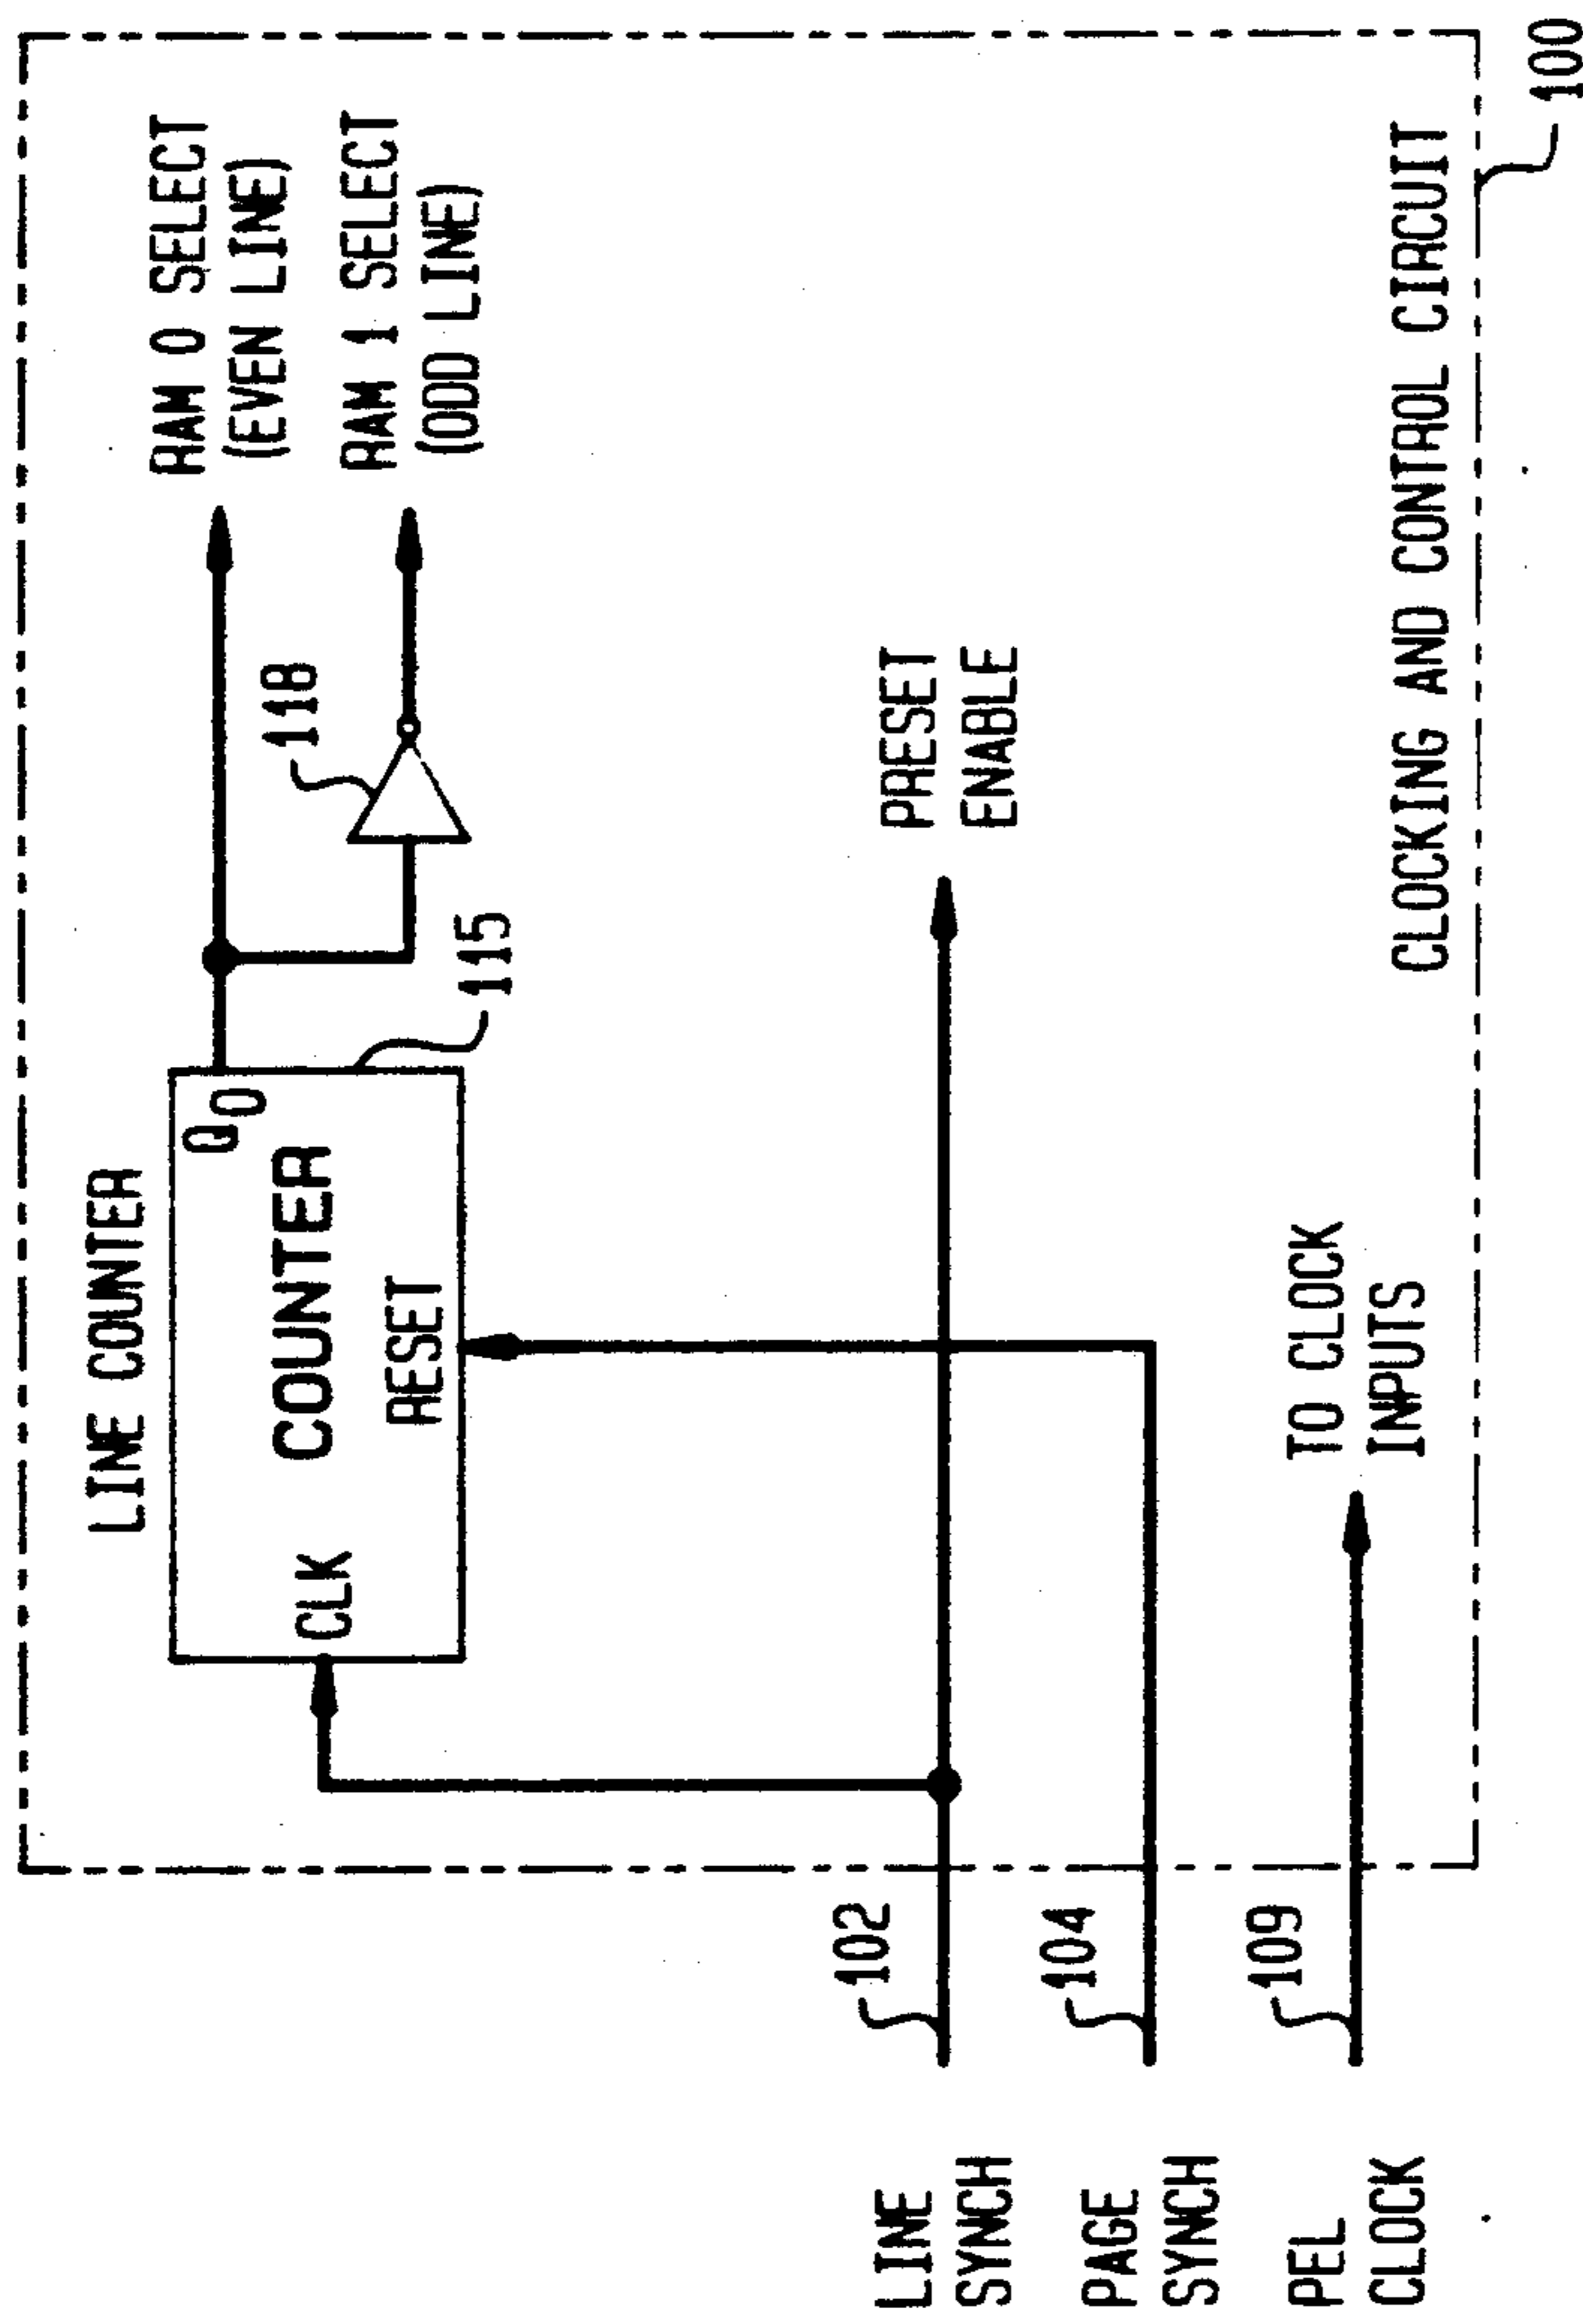 LINE COUNTER
COUNTER
CLK
RESET
Q0
115
118
RAM 0 SELECT
(EVEN LINE)
RAM 1 SELECT
(ODD LINE)
LINE
SYNCH
102
PRESET
ENABLE
PAGE
SYNCH
104
PEL
CLOCK
109
TO CLOCK
INPUTS
CLOCKING AND CONTROL CIRCUIT
100